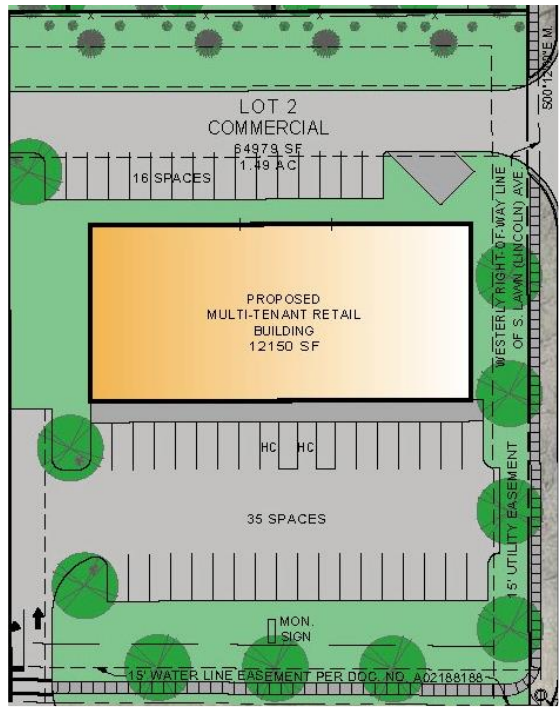 LOT 2
COMMERCIAL
64979 SF
1.49 AC
16 SPACES
PROPOSED
MULTI-TENANT RETAIL
BUILDING
12150 SF
HC HC
35 SPACES
MON.
SIGN
15' WATER LINE EASEMENT PER DOC. NO. A02188188
WESTERLY RIGHT-OF-WAY LINE
OF S. LAWN (LINCOLN) AVE.
15' UTILITY EASEMENT